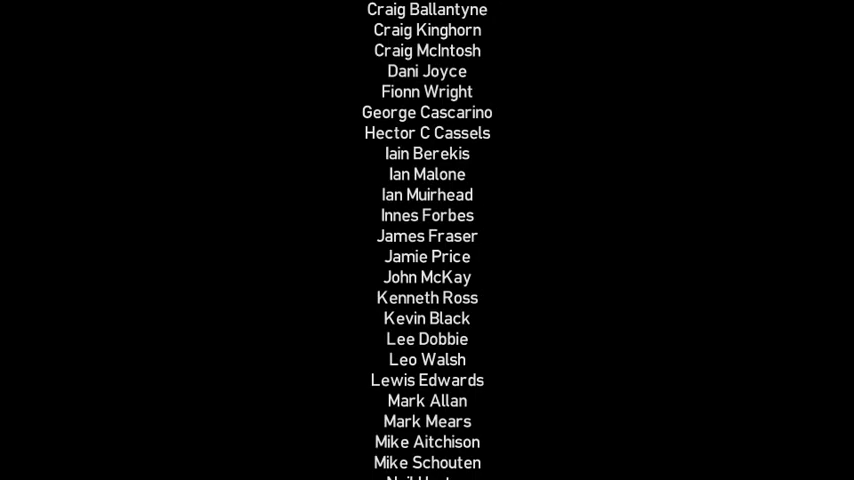 Craig Ballantyne
Craig Kinghorn
Craig McIntosh
Dani Joyce
Fionn Wright
George Cascarino
Hector C Cassels
Iain Berekis
Ian Malone
Ian Muirhead
Innes Forbes
James Fraser
Jamie Price
John McKay
Kenneth Ross
Kevin Black
Lee Dobbie
Leo Walsh
Lewis Edwards
Mark Allan
Mark Mears
Mike Aitchison
Mike Schouten